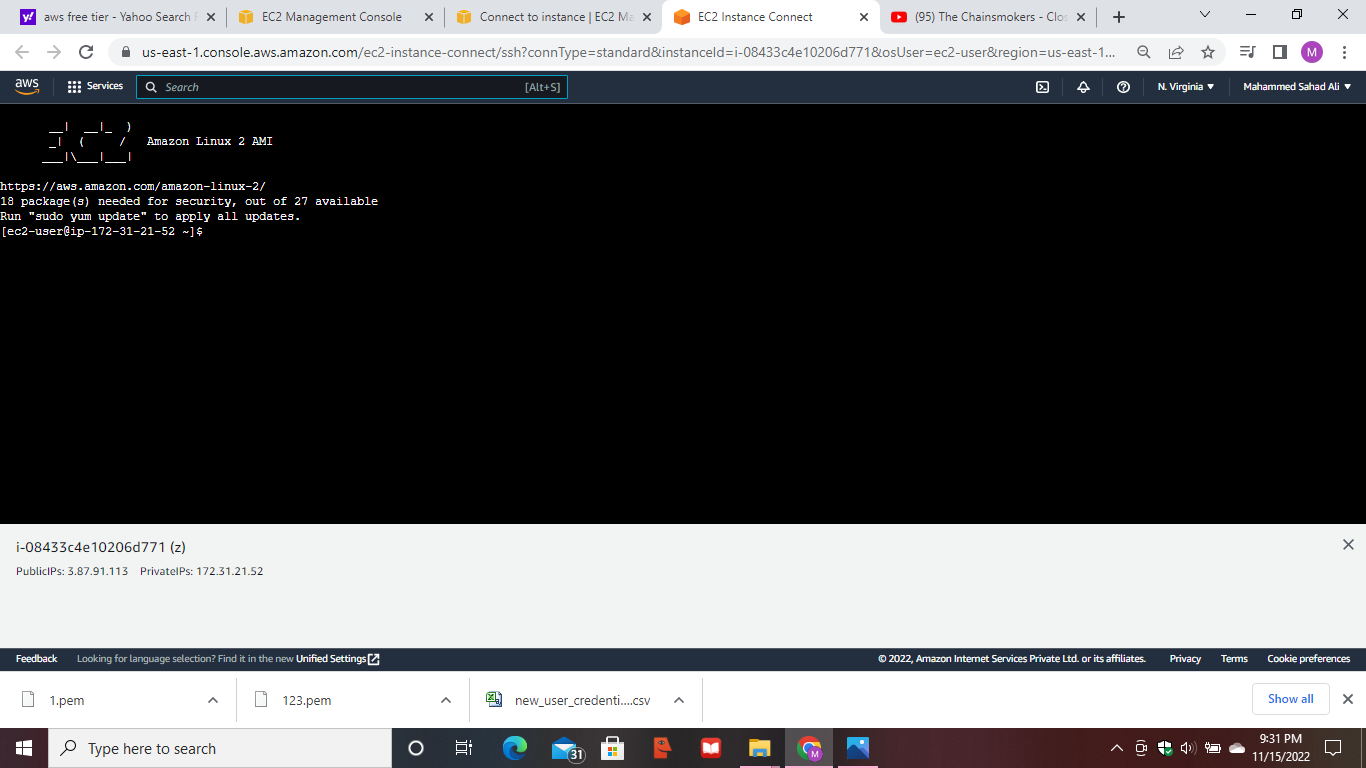 aws free tier - Yahoo Search
EC2 Management Console
Connect to instance | EC2 Ma
EC2 Instance Connect
(95) The Chainsmokers - Clos
us-east-1.console.aws.amazon.com/ec2-instance-connect/ssh?connType=standard&instanceId=i-08433c4e10206d771&osUser=ec2-user&region=us-east-1...
M
aws
Services
Search
[Alt+S]
N. Virginia
Mahammed Sahad Ali
__| __|_ )
_| ( / Amazon Linux 2 AMI
___|\___|___|
https://aws.amazon.com/amazon-linux-2/
18 package(s) needed for security, out of 27 available
Run "sudo yum update" to apply all updates.
[ec2-user@ip-172-31-21-52 ~]$
i-08433c4e10206d771 (z)
PublicIPs: 3.87.91.113 PrivateIPs: 172.31.21.52
Feedback
Looking for language selection? Find it in the new Unified Settings
© 2022, Amazon Internet Services Private Ltd. or its affiliates.
Privacy
Terms
Cookie preferences
1.pem
123.pem
new_user_credenti....csv
Show all
Type here to search
31
M
9:31 PM
11/15/2022